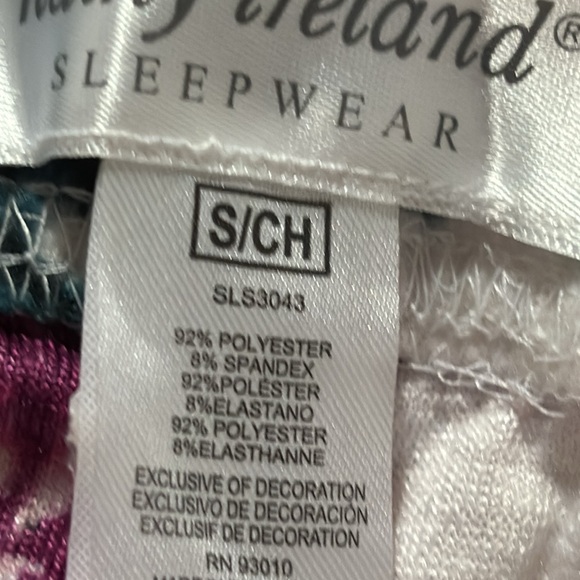 ireland®
SLEEPWEAR
S/CH
SLS3043
92% POLYESTER
8% SPANDEX
92%POLÉSTER
8%ELASTANO
92% POLYESTER
8%ELASTHANNE
EXCLUSIVE OF DECORATION
EXCLUSIVO DE DECORACIÓN
EXCLUSIF DE DECORATION
RN 93010